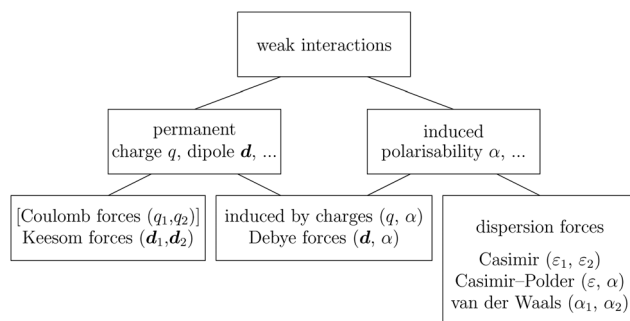 weak interactions
permanent
charge q, dipole d, ...
induced
polarisability α, ...
[Coulomb forces (q₁,q₂)]
Keesom forces (d₁,d₂)
induced by charges (q, α)
Debye forces (d, α)
dispersion forces
Casimir (ε₁, ε₂)
Casimir–Polder (ε, α)
van der Waals (α₁, α₂)